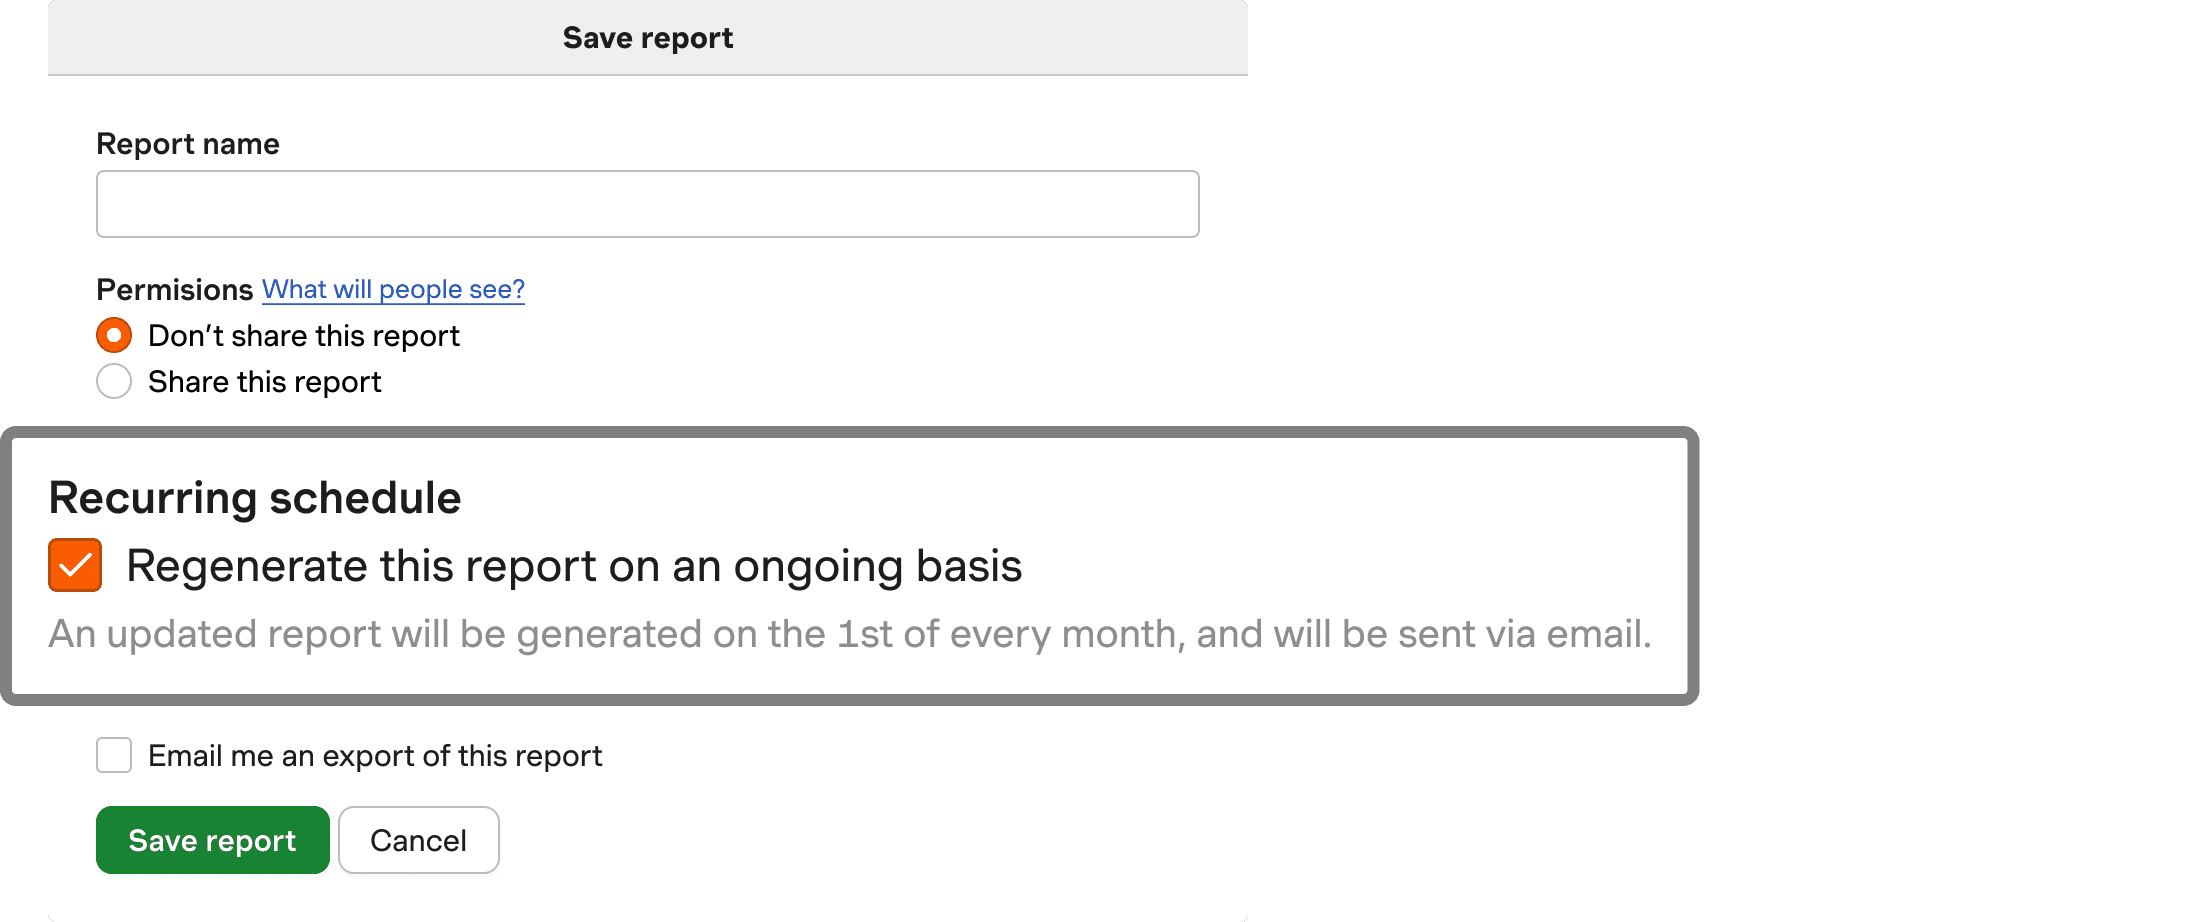 Save report
Report name
Permisions What will people see?
Don’t share this report
Share this report
Recurring schedule
Regenerate this report on an ongoing basis
An updated report will be generated on the 1st of every month, and will be sent via email.
Email me an export of this report
Save report Cancel